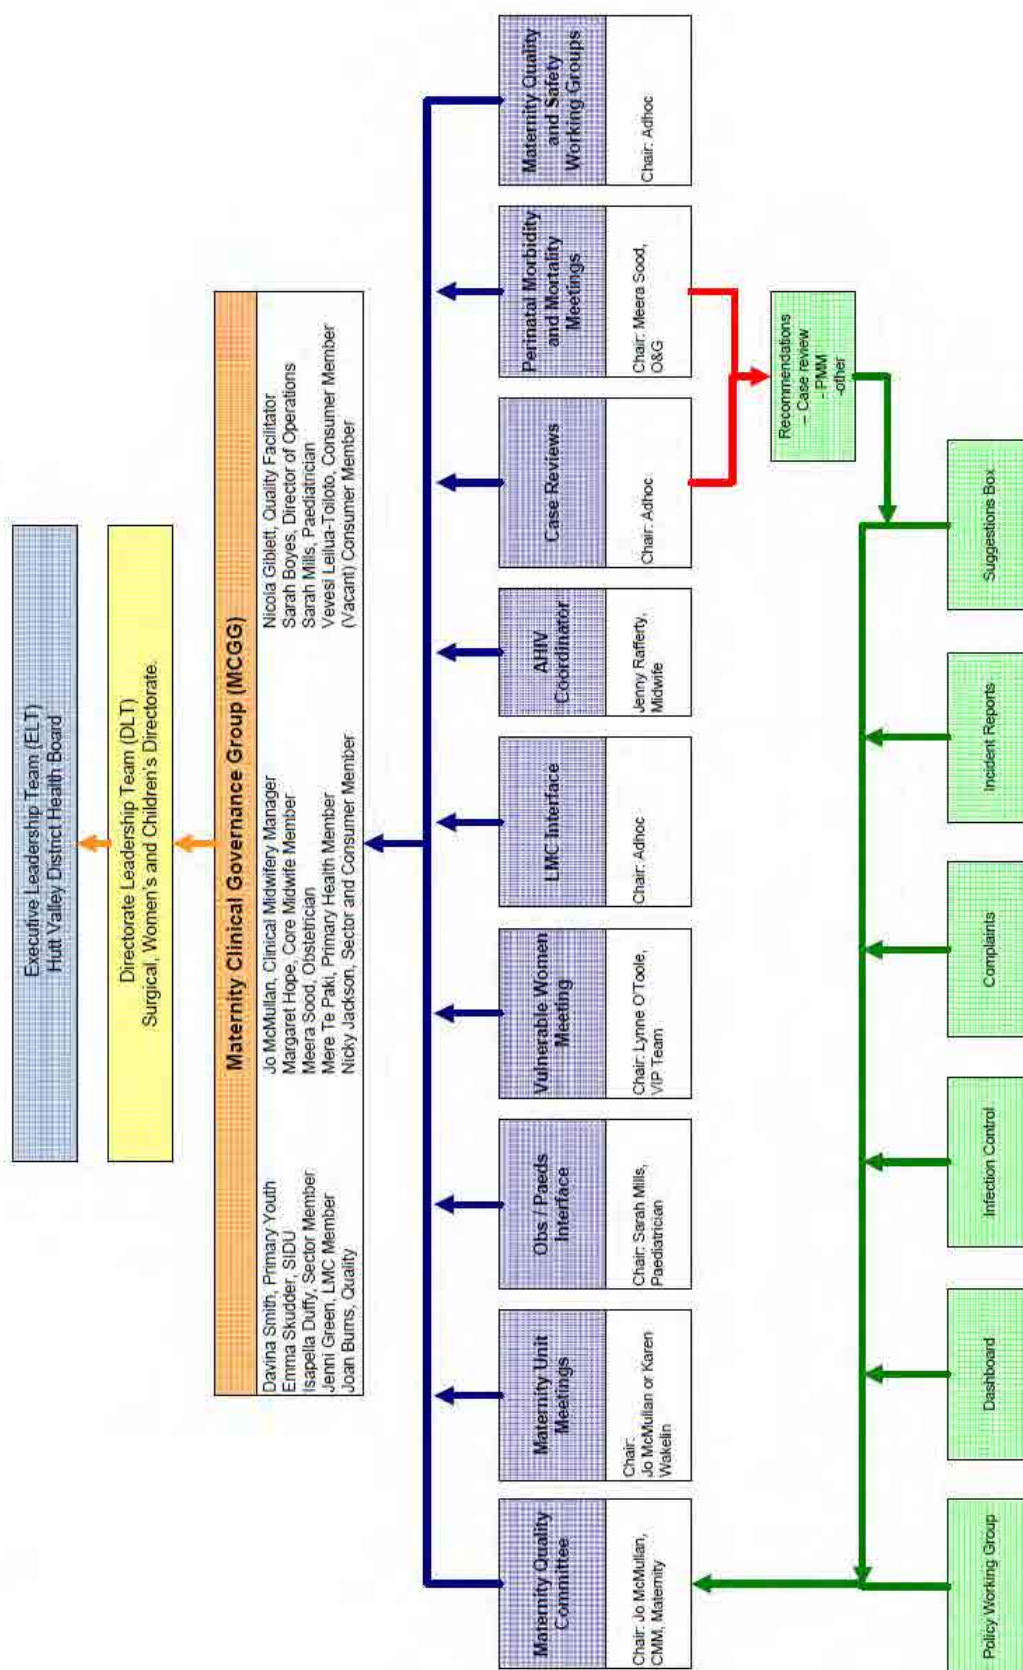 Executive Leadership Team (ELT)
Hutt Valley District Health Board
Directorate Leadership Team (DLT)
Surgical, Women's and Children's Directorate.
Maternity Clinical Governance Group (MCGG)
Davina Smith, Primary Youth
Emma Skudder, SIDU
Isapella Duffy, Sector Member
Jenni Green, LMC Member
Joan Burns, Quality
Jo McMullan, Clinical Midwifery Manager
Margaret Hope, Core Midwife Member
Meera Sood, Obstetrician
Mere Te Paki, Primary Health Member
Nicky Jackson, Sector and Consumer Member
Nicola Giblett, Quality Facilitator
Sarah Boyes, Director of Operations
Sarah Mills, Paediatrician
Vevesi Leilua-Toiloto, Consumer Member
(Vacant) Consumer Member
Maternity Quality
Committee
Chair: Jo McMullan,
CMM, Maternity
Maternity Unit
Meetings
Chair:
Jo McMullan or Karen
Wakelin
Obs / Paeds
Interface
Chair: Sarah Mills,
Paediatrician
Vulnerable Women
Meeting
Chair: Lynne O'Toole,
VIP Team
LMC Interface
Chair: Adhoc
AHIV
Coordinator
Jenny Rafferty,
Midwife
Case Reviews
Chair: Adhoc
Perinatal Morbidity
and Mortality
Meetings
Chair: Meera Sood,
O&G
Maternity Quality
and Safety
Working Groups
Chair: Adhoc
Recommendations
– Case review
- PMM
-other
Policy Working Group
Dashboard
Infection Control
Complaints
Incident Reports
Suggestions Box